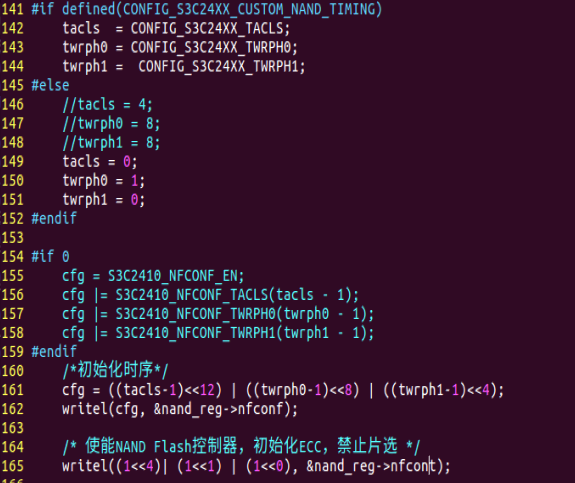 141 #if defined(CONFIG_S3C24XX_CUSTOM_NAND_TIMING)
142     tacls  = CONFIG_S3C24XX_TACLS;
143     twrph0 = CONFIG_S3C24XX_TWRPH0;
144     twrph1 =  CONFIG_S3C24XX_TWRPH1;
145 #else
146     //tacls = 4;
147     //twrph0 = 8;
148     //twrph1 = 8;
149     tacls = 0;
150     twrph0 = 1;
151     twrph1 = 0;
152 #endif
153
154 #if 0
155     cfg = S3C2410_NFCONF_EN;
156     cfg |= S3C2410_NFCONF_TACLS(tacls - 1);
157     cfg |= S3C2410_NFCONF_TWRPH0(twrph0 - 1);
158     cfg |= S3C2410_NFCONF_TWRPH1(twrph1 - 1);
159 #endif
160     /*初始化时序*/
161     cfg = ((tacls-1)<<12) | ((twrph0-1)<<8) | ((twrph1-1)<<4);
162     writel(cfg, &nand_reg->nfconf);
163
164     /* 使能NAND Flash控制器，初始化ECC，禁止片选 */
165     writel((1<<4)| (1<<1) | (1<<0), &nand_reg->nfcont);